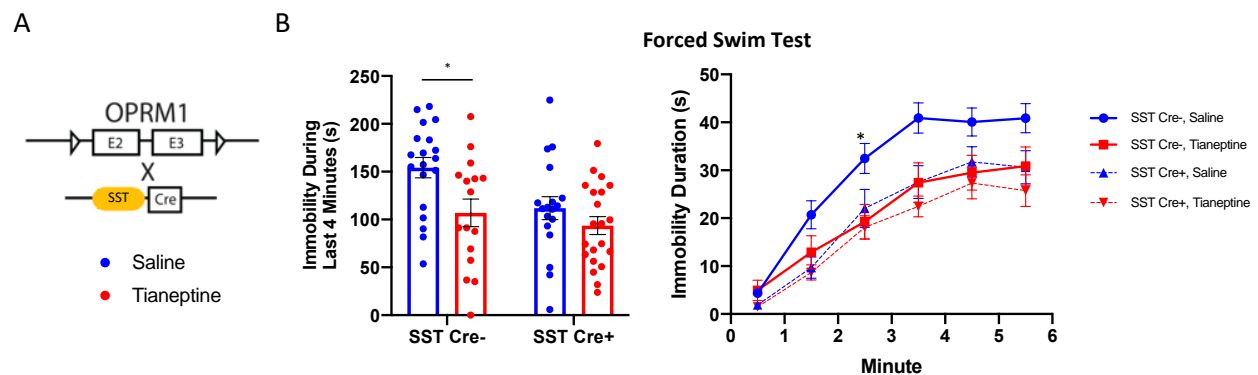 A
OPRM1
E2 E3
X
SST Cre
Saline
Tianeptine
B
Forced Swim Test
Immobility During
Last 4 Minutes (s)
250
200
150
100
50
0
*
SST Cre- SST Cre+
Immobility Duration (s)
50
40
30
20
10
0
*
0 1 2 3 4 5 6
Minute
SST Cre-, Saline
SST Cre-, Tianeptine
SST Cre+, Saline
SST Cre+, Tianeptine